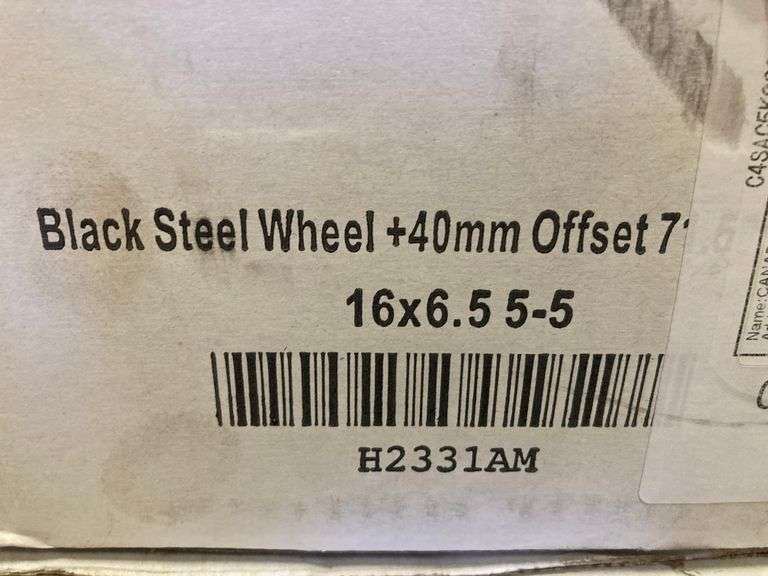 Black Steel Wheel +40mm Offset
16x6.5 5-5
H2331AM